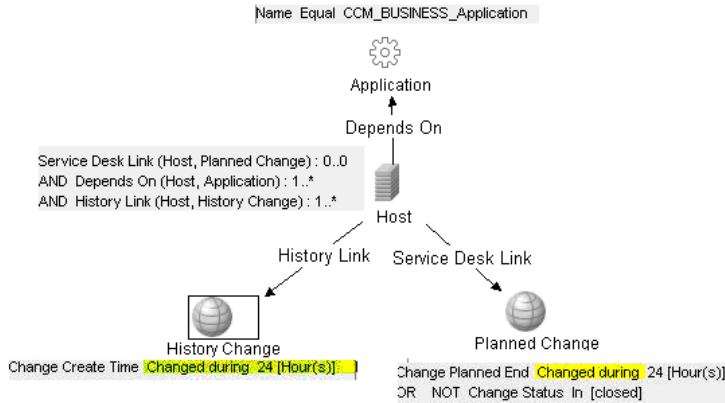 Name Equal CCM_BUSINESS_Application
Application
Depends On
Service Desk Link (Host, Planned Change) : 0..0
AND Depends On (Host, Application) : 1..*
AND History Link (Host, History Change) : 1..*
Host
History Link
Service Desk Link
History Change
Planned Change
Change Create Time Changed during 24 [Hour(s)]
Change Planned End Changed during 24 [Hour(s)]
OR NOT Change Status In [closed]